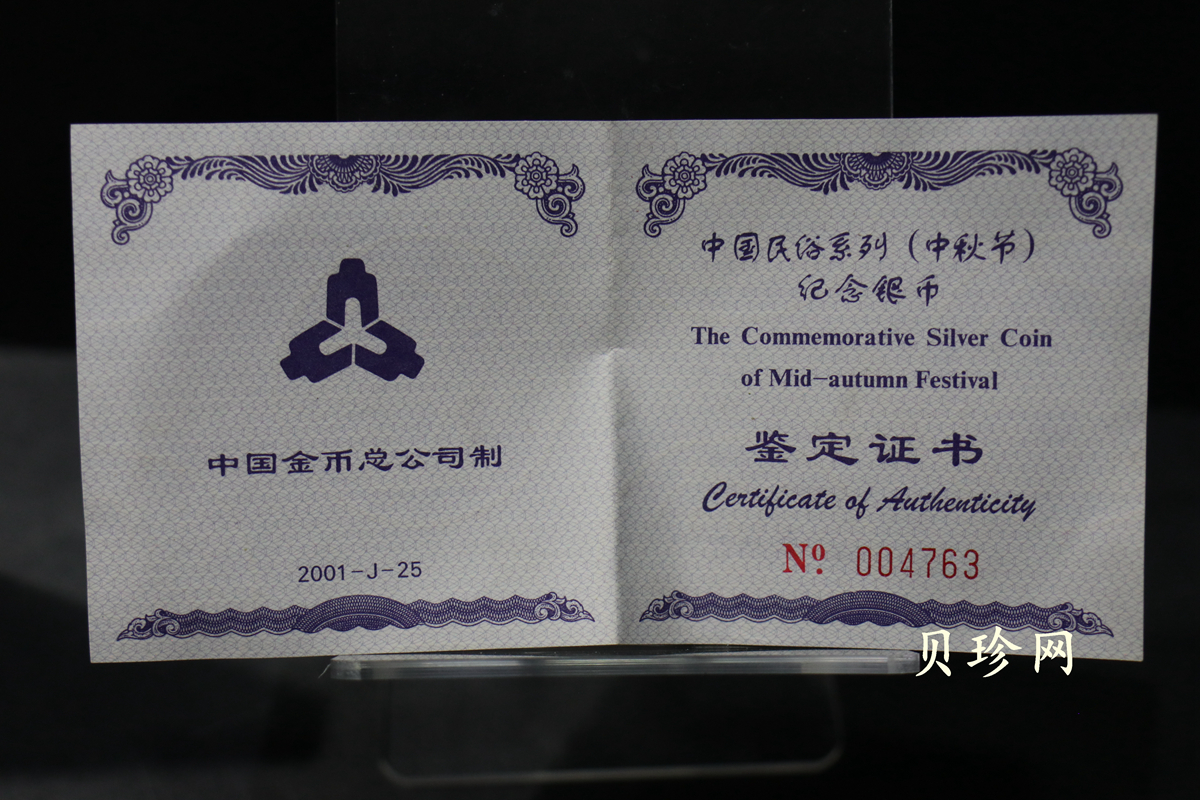 中国金币总公司制
2001-J-25
中国民俗系列(中秋节)
纪念银币
The Commemorative Silver Coin
of Mid-autumn Festival
鉴定证书
Certificate of Authenticity
Nº. 004763
贝珍网